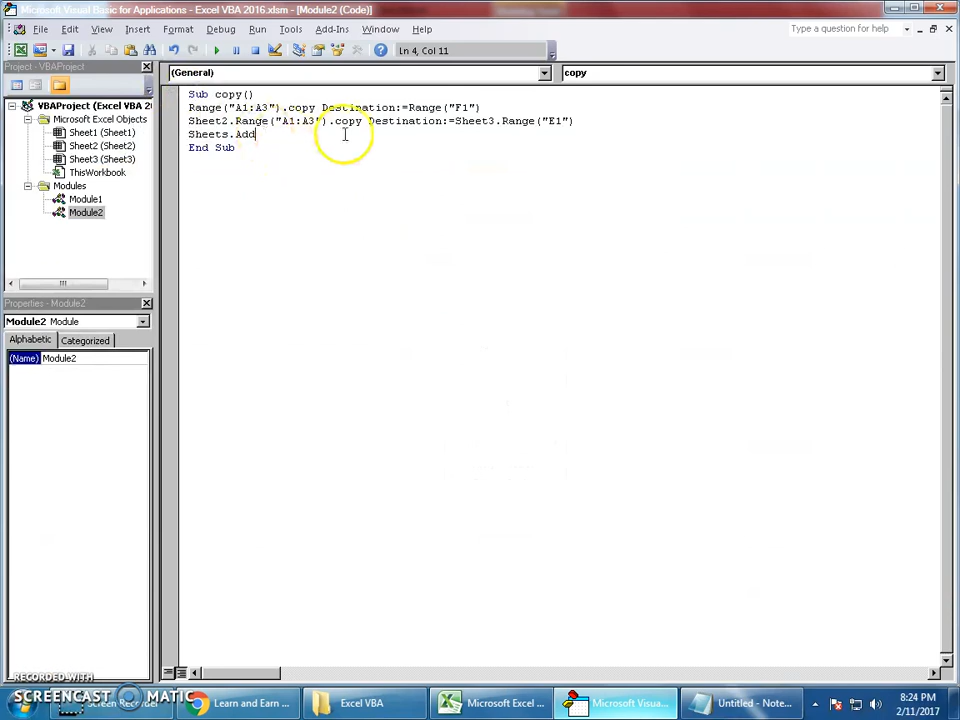 Microsoft Visual Basic for Applications - Excel VBA 2016.xlsm - [Module2 (Code)]
File Edit View Insert Format Debug Run Tools Add-Ins Window Help
Type a question for help
Ln 4, Col 11
Project - VBAProject
(General)
copy
VBAProject (Excel VBA 2
Microsoft Excel Objects
Sheet1 (Sheet1)
Sheet2 (Sheet2)
Sheet3 (Sheet3)
ThisWorkbook
Modules
Module1
Module2
Sub copy()
Range("A1:A3").copy Destination:=Range("F1")
Sheet2.Range("A1:A3").copy Destination:=Sheet3.Range("E1")
Sheets.Add
End Sub
Properties - Module2
Module2 Module
Alphabetic Categorized
(Name) Module2
RECORDED WITH
SCREENCAST MATIC
Screen Recorder
Learn and Earn ...
Excel VBA
Microsoft Excel ...
Microsoft Visua...
Untitled - Note...
8:24 PM
2/11/2017